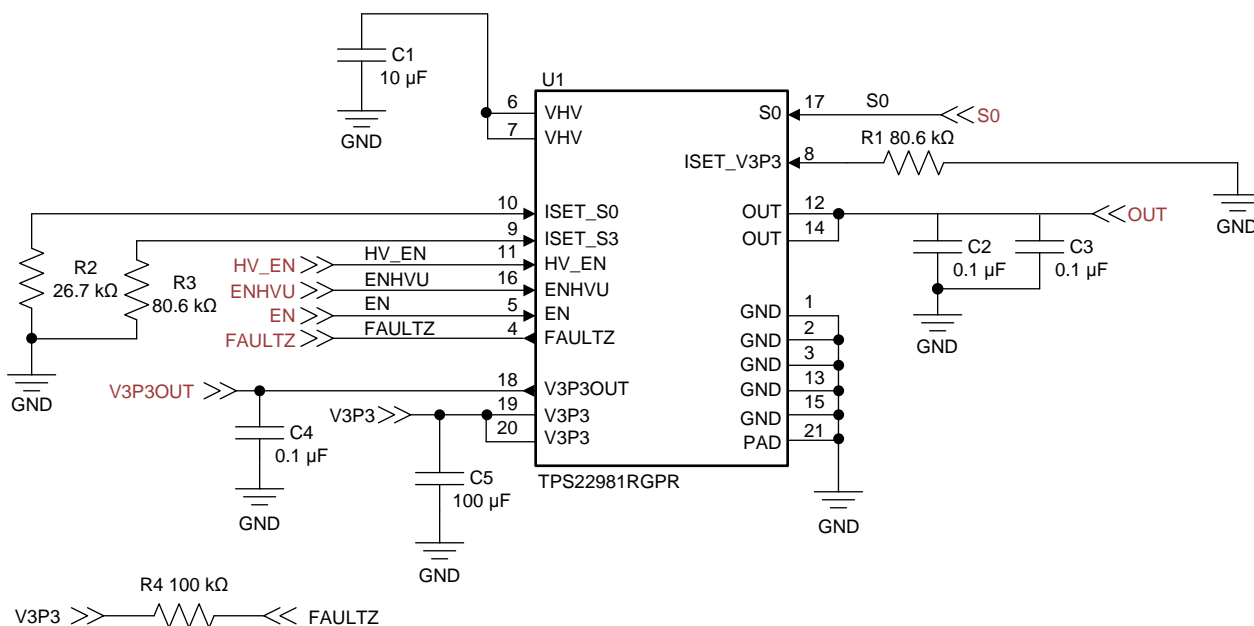 C1
10 µF
GND
U1
6
VHV
7
VHV
S0
17
S0
S0
R1 80.6 kΩ
ISET_V3P3
8
GND
10
ISET_S0
9
ISET_S3
OUT
12
OUT
OUT
14
C2
0.1 µF
C3
0.1 µF
GND
R2
26.7 kΩ
R3
80.6 kΩ
GND
HV_EN
HV_EN
11
HV_EN
ENHVU
ENHVU
16
ENHVU
EN
EN
5
EN
FAULTZ
FAULTZ
4
FAULTZ
GND
1
GND
2
GND
3
GND
13
GND
15
PAD
21
GND
V3P3OUT
18
V3P3OUT
V3P3
19
V3P3
20
V3P3
C4
0.1 µF
GND
C5
100 µF
GND
TPS22981RGPR
R4 100 kΩ
V3P3
FAULTZ